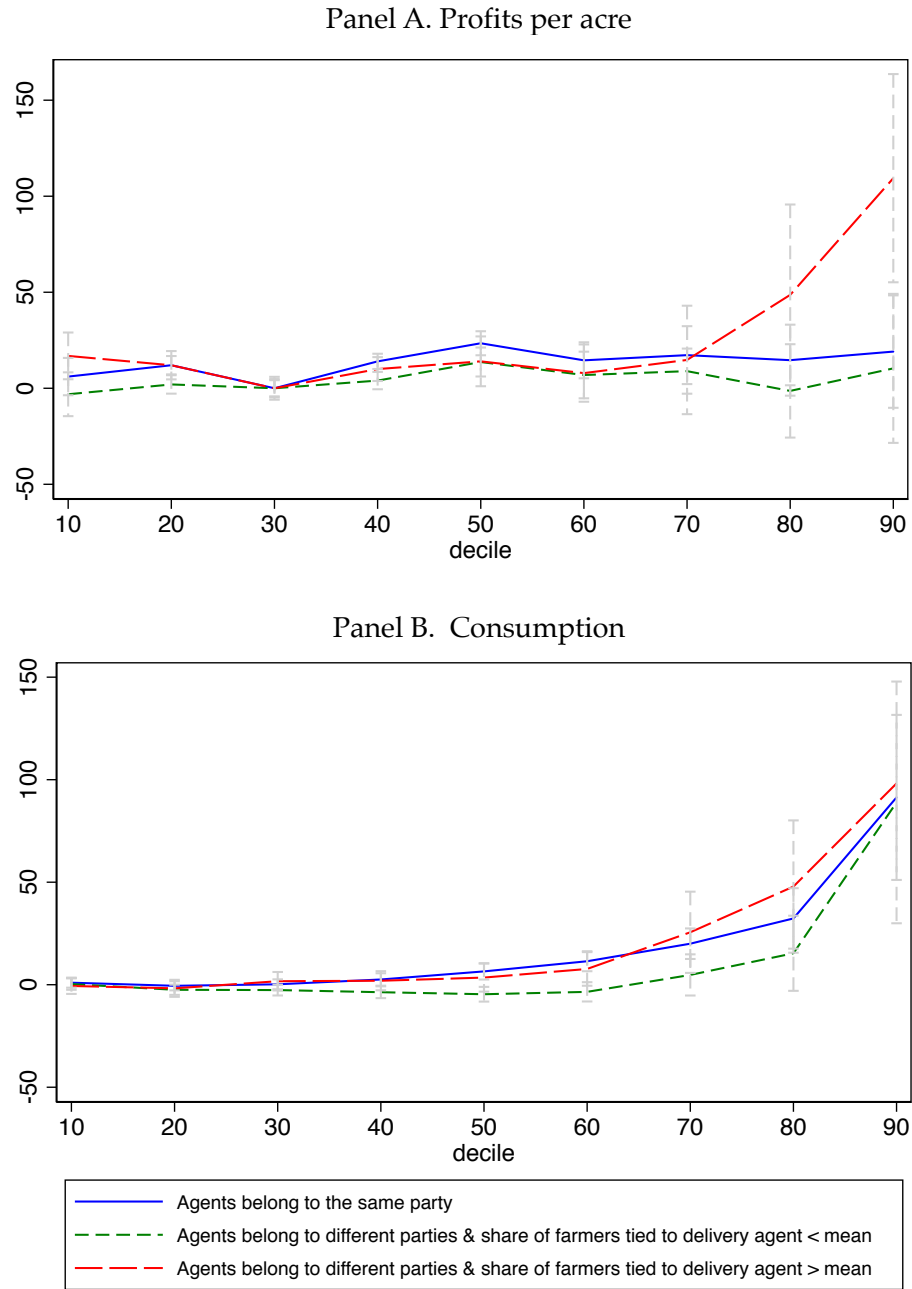 Panel A. Profits per acre
150
100
50
0
-50
10 20 30 40 50 60 70 80 90
decile
Panel B. Consumption
150
100
50
0
-50
10 20 30 40 50 60 70 80 90
decile
Agents belong to the same party
Agents belong to different parties & share of farmers tied to delivery agent < mean
Agents belong to different parties & share of farmers tied to delivery agent > mean